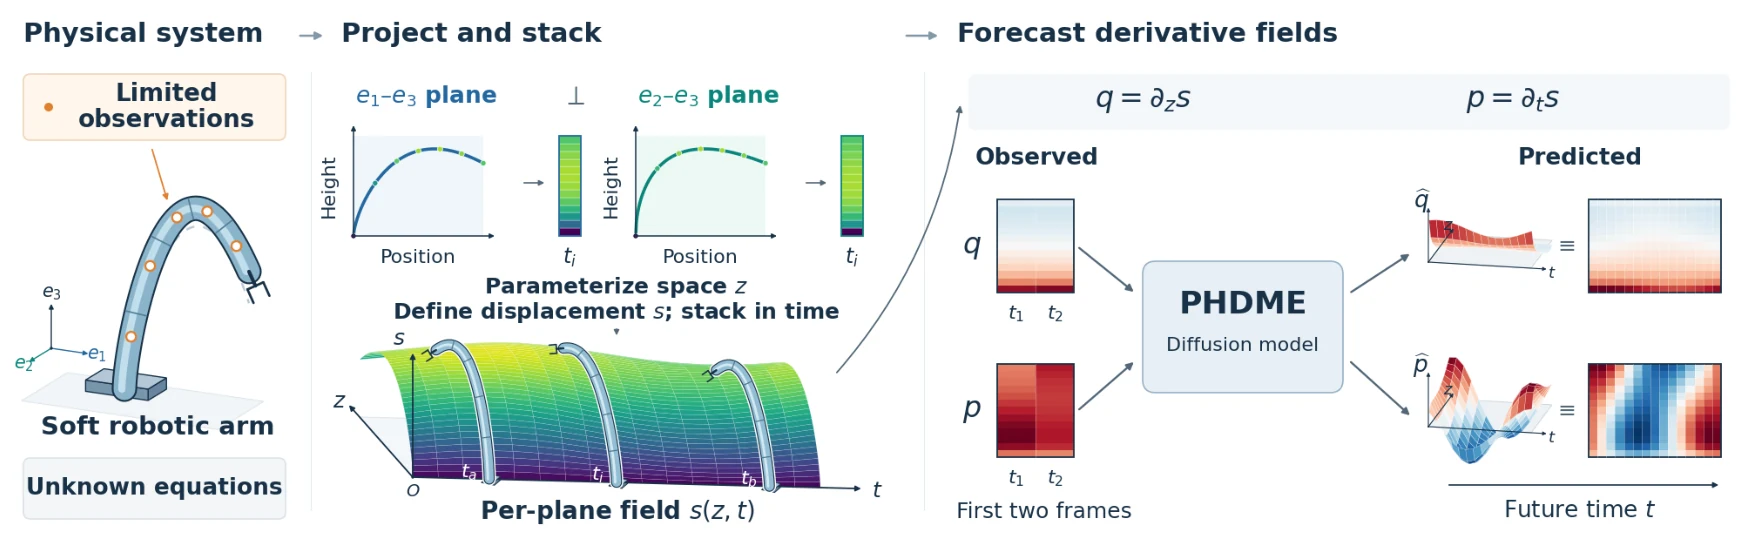 Physical system → Project and stack → Forecast derivative fields
Limited
observations
e₃
e₂
e₁
Soft robotic arm
Unknown equations
e₁–e₃ plane ⊥ e₂–e₃ plane
Height
Position
tᵢ
Height
Position
tᵢ
Parameterize space z
Define displacement s; stack in time
s
z
O
tₐ
tᵢ
t_b
t
Per-plane field s(z, t)
q = ∂_z s
p = ∂ₜs
Observed
Predicted
q
t₁ t₂
p
t₁ t₂
First two frames
PHDME
Diffusion model
q̂
z
t
≡
p̂
z
t
≡
Future time t